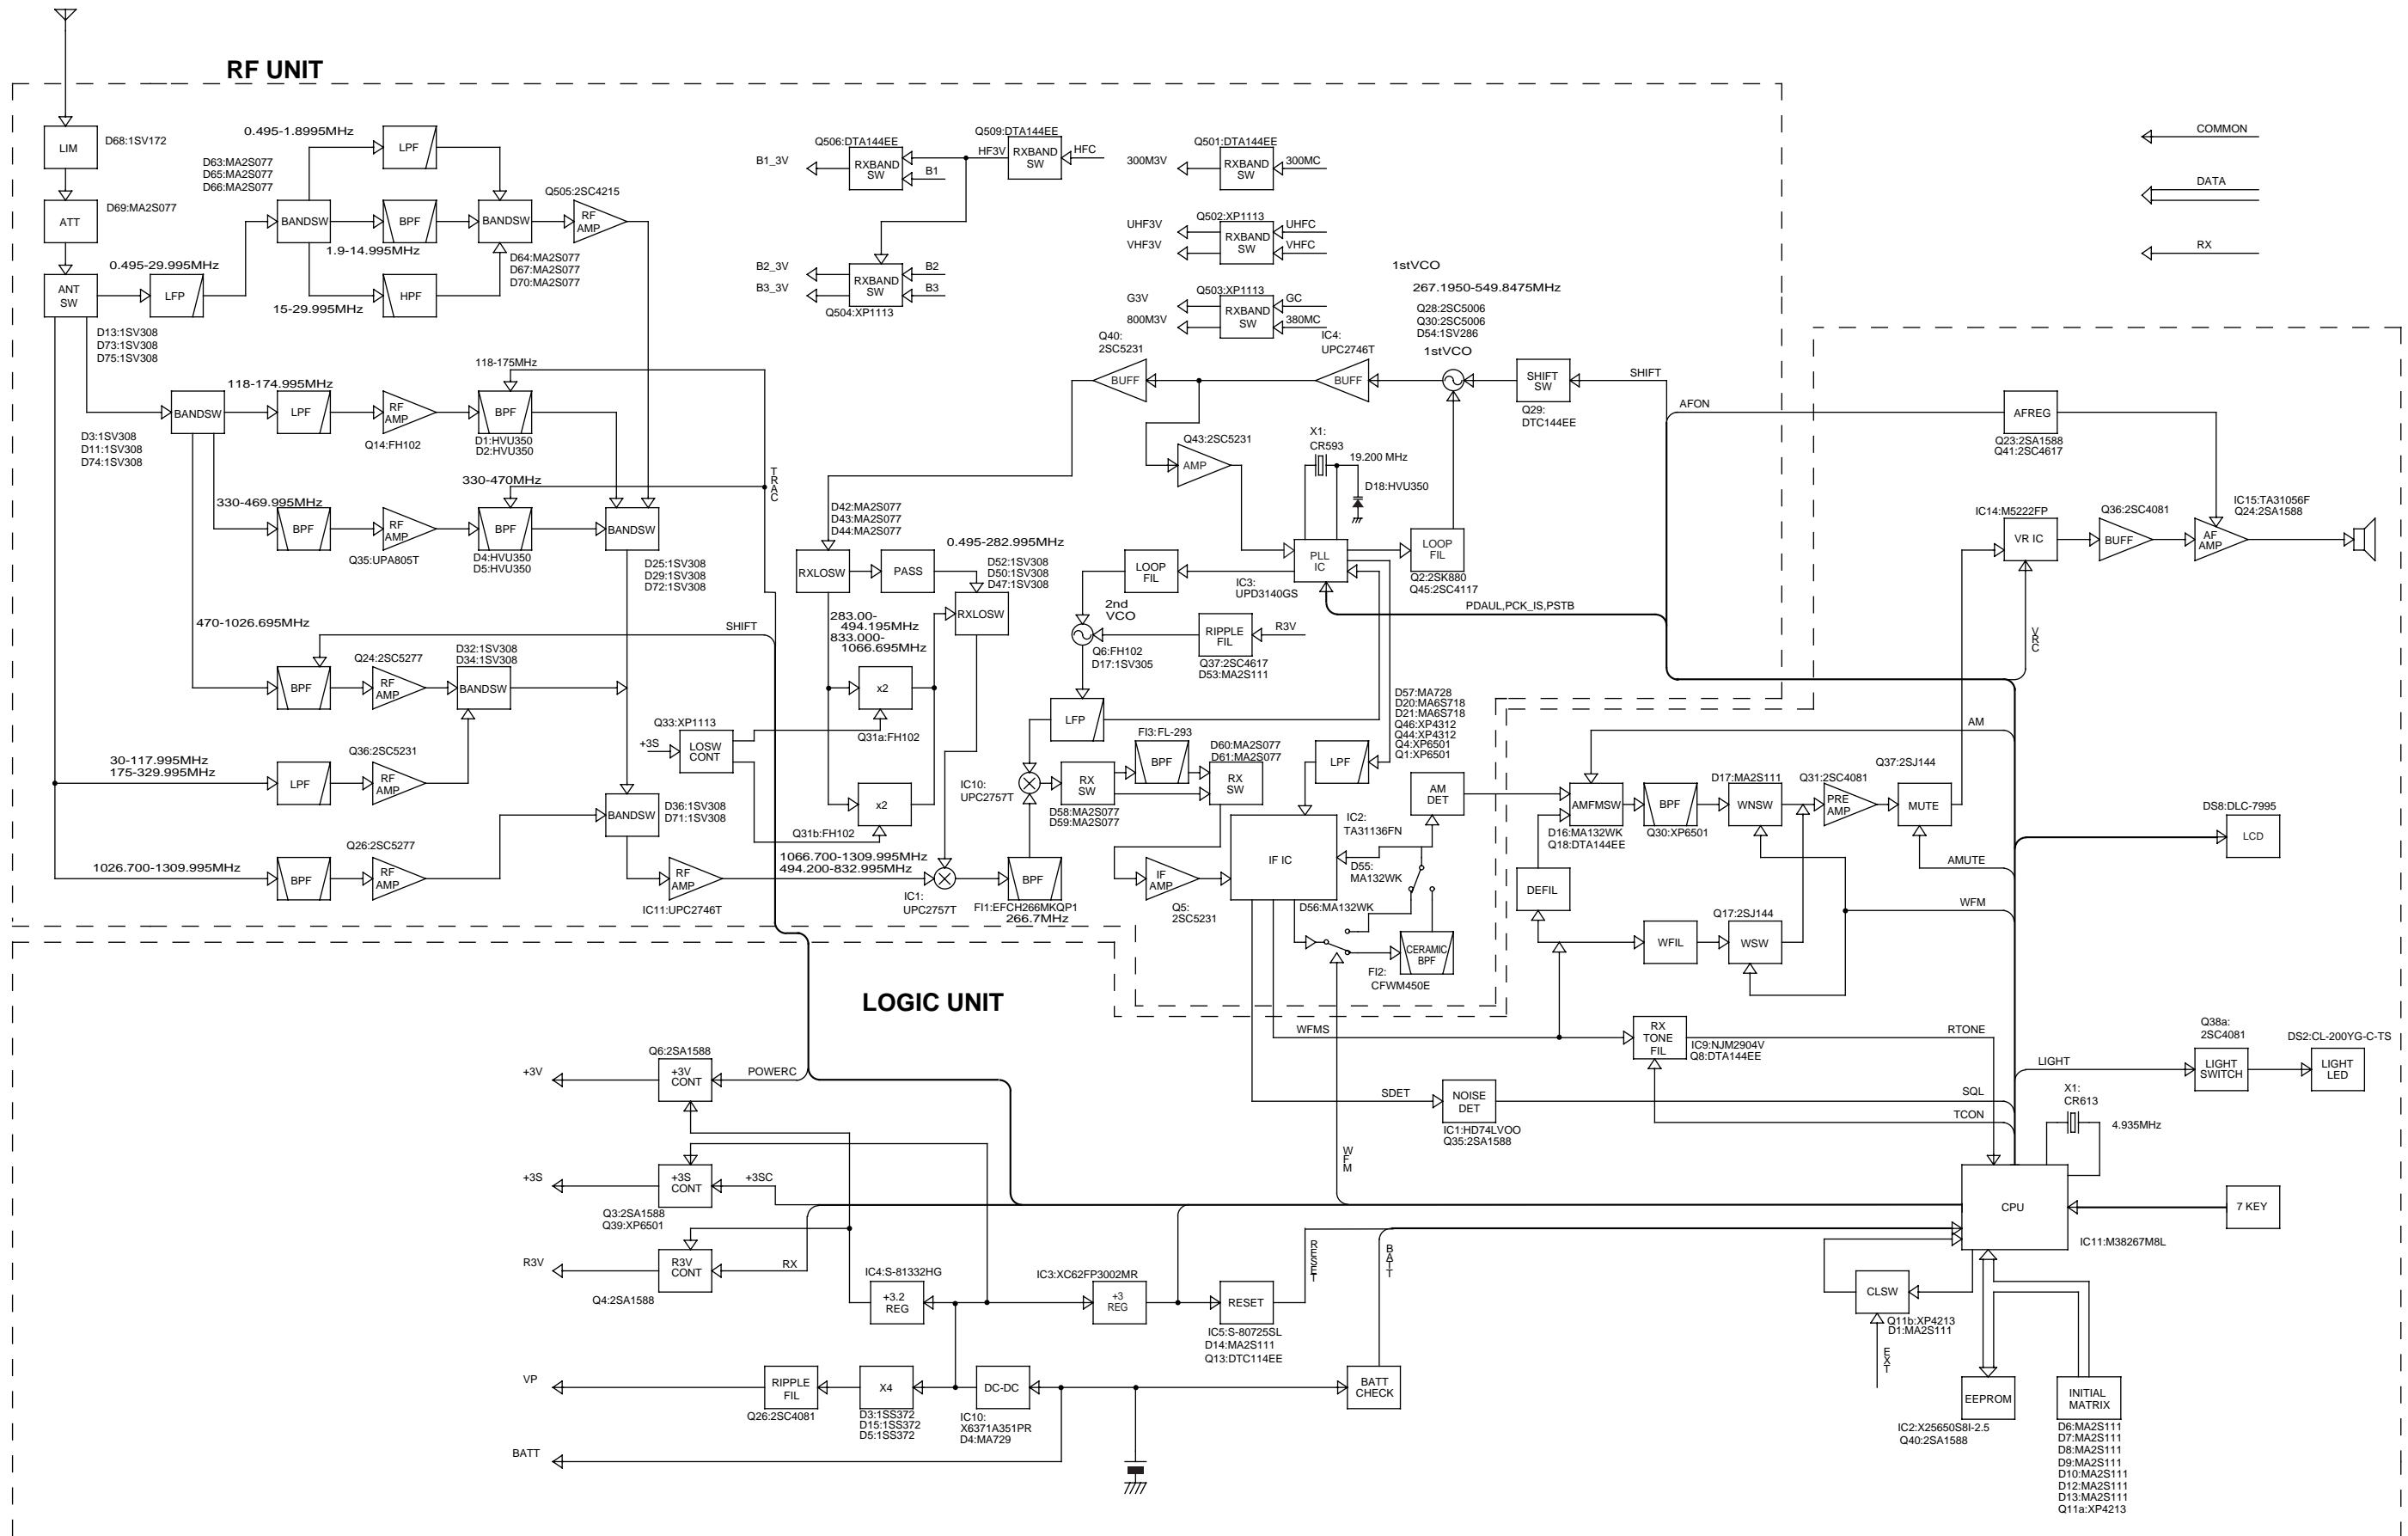 RF UNIT
LIM
D68:1SV172
ATT
D69:MA2S077
ANT
SW
D13:1SV308
D73:1SV308
D75:1SV308
0.495-29.995MHz
LFP
D63:MA2S077
D65:MA2S077
D66:MA2S077
BANDSW
0.495-1.8995MHz
LPF
BPF
1.9-14.995MHz
HPF
15-29.995MHz
BANDSW
D64:MA2S077
D67:MA2S077
D70:MA2S077
Q505:2SC4215
RF
AMP
Q506:DTA144EE
B1_3V
RXBAND
SW
B1
HF3V
Q509:DTA144EE
RXBAND
SW
HFC
B2_3V
B3_3V
RXBAND
SW
B2
B3
Q504:XP1113
Q501:DTA144EE
300M3V
RXBAND
SW
300MC
Q502:XP1113
UHF3V
VHF3V
RXBAND
SW
UHFC
VHFC
Q503:XP1113
G3V
800M3V
RXBAND
SW
GC
380MC
COMMON
DATA
RX
1stVCO
267.1950-549.8475MHz
Q28:2SC5006
Q30:2SC5006
D54:1SV286
1stVCO
Q40:
2SC5231
BUFF
IC4:
UPC2746T
BUFF
SHIFT
SW
Q29:
DTC144EE
SHIFT
AFON
AFREG
Q23:2SA1588
Q41:2SC4617
BANDSW
D3:1SV308
D11:1SV308
D74:1SV308
118-174.995MHz
LPF
RF
AMP
Q14:FH102
118-175MHz
BPF
D1:HVU350
D2:HVU350
TRAC
330-469.995MHz
BPF
RF
AMP
Q35:UPA805T
330-470MHz
BPF
D4:HVU350
D5:HVU350
BANDSW
D25:1SV308
D29:1SV308
D72:1SV308
470-1026.695MHz
SHIFT
BPF
Q24:2SC5277
RF
AMP
D32:1SV308
D34:1SV308
BANDSW
30-117.995MHz
175-329.995MHz
LPF
Q36:2SC5231
RF
AMP
1026.700-1309.995MHz
BPF
Q26:2SC5277
RF
AMP
BANDSW
D36:1SV308
D71:1SV308
RF
AMP
IC11:UPC2746T
D42:MA2S077
D43:MA2S077
D44:MA2S077
RXLOSW
PASS
0.495-282.995MHz
D52:1SV308
D50:1SV308
D47:1SV308
RXLOSW
283.00-
494.195MHz
833.000-
1066.695MHz
x2
Q31a:FH102
Q33:XP1113
+3S
LOSW
CONT
x2
Q31b:FH102
1066.700-1309.995MHz
494.200-832.995MHz
IC1:
UPC2757T
BPF
FI1:EFCH266MKQP1
266.7MHz
Q43:2SC5231
AMP
X1:
CR593
19.200 MHz
D18:HVU350
PLL
IC
IC3:
UPD3140GS
LOOP
FIL
Q2:2SK880
Q45:2SC4117
LOOP
FIL
2nd
VCO
Q6:FH102
D17:1SV305
RIPPLE
FIL
R3V
Q37:2SC4617
D53:MA2S111
PDAUL,PCK_IS,PSTB
LFP
IC10:
UPC2757T
RX
SW
D58:MA2S077
D59:MA2S077
FI3:FL-293
BPF
D60:MA2S077
D61:MA2S077
RX
SW
D57:MA728
D20:MA6S718
D21:MA6S718
Q46:XP4312
Q44:XP4312
Q4:XP6501
Q1:XP6501
LPF
AM
DET
IC2:
TA31136FN
IF IC
IF
AMP
Q5:
2SC5231
D55:
MA132WK
D56:MA132WK
CERAMIC
BPF
FI2:
CFWM450E
AM
AMFMSW
D16:MA132WK
Q18:DTA144EE
BPF
Q30:XP6501
D17:MA2S111
WNSW
Q31:2SC4081
PRE
AMP
Q37:2SJ144
MUTE
DEFIL
WFIL
Q17:2SJ144
WSW
IC14:M5222FP
VR IC
Q36:2SC4081
BUFF
IC15:TA31056F
Q24:2SA1588
AF
AMP
VRC
AMUTE
WFM
DS8:DLC-7995
LCD
LOGIC UNIT
WFMS
RX
TONE
FIL
IC9:NJM2904V
Q8:DTA144EE
RTONE
SDET
NOISE
DET
IC1:HD74LVOO
Q35:2SA1588
SQL
TCON
LIGHT
Q38a:
2SC4081
LIGHT
SWITCH
DS2:CL-200YG-C-TS
LIGHT
LED
X1:
CR613
4.935MHz
WFM
CPU
IC11:M38267M8L
7 KEY
+3V
Q6:2SA1588
+3V
CONT
POWERC
+3S
+3S
CONT
+3SC
Q3:2SA1588
Q39:XP6501
R3V
R3V
CONT
RX
Q4:2SA1588
IC4:S-81332HG
+3.2
REG
IC3:XC62FP3002MR
+3
REG
RESET
IC5:S-80725SL
D14:MA2S111
Q13:DTC114EE
RESET
BATT
CLSW
Q11b:XP4213
D1:MA2S111
EXT
VP
RIPPLE
FIL
Q26:2SC4081
X4
D3:1SS372
D15:1SS372
D5:1SS372
DC-DC
IC10:
X6371A351PR
D4:MA729
BATT
CHECK
BATT
EEPROM
IC2:X25650S8I-2.5
Q40:2SA1588
INITIAL
MATRIX
D6:MA2S111
D7:MA2S111
D8:MA2S111
D9:MA2S111
D10:MA2S111
D12:MA2S111
D13:MA2S111
Q11a:XP4213